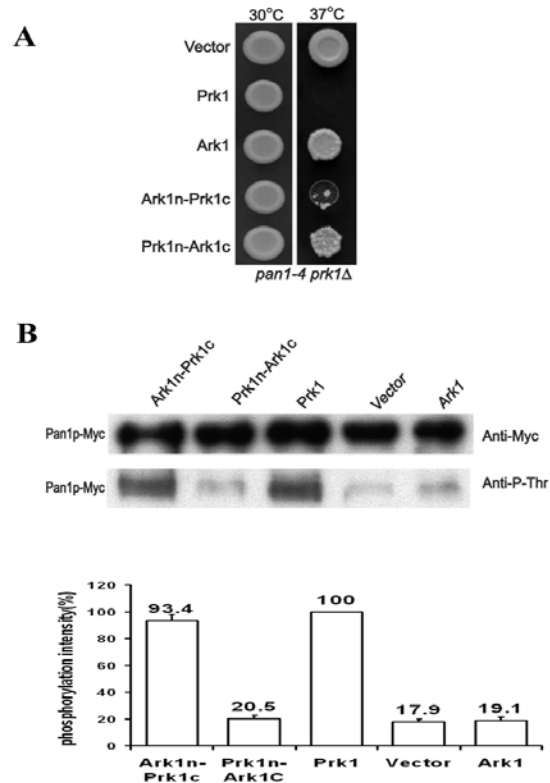 A
30°C 37°C
Vector
Prk1
Ark1
Ark1n-Prk1c
Prk1n-Ark1c
pan1-4 prk1Δ
B
Ark1n-Prk1c
Prk1n-Ark1c
Prk1
Vector
Ark1
Pan1p-Myc Anti-Myc
Pan1p-Myc Anti-P-Thr
phosphorylation intensity(%)
120
100
80
60
40
20
0
93.4
20.5
100
17.9
19.1
Ark1n-
Prk1c
Prk1n-
Ark1C
Prk1
Vector
Ark1